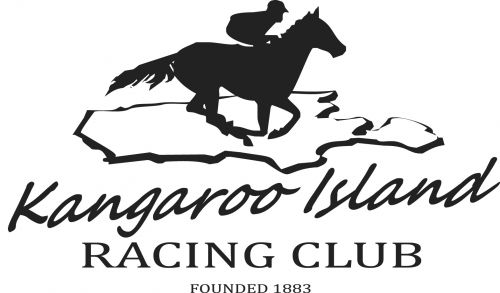 Kangaroo Island
RACING CLUB
FOUNDED 1883